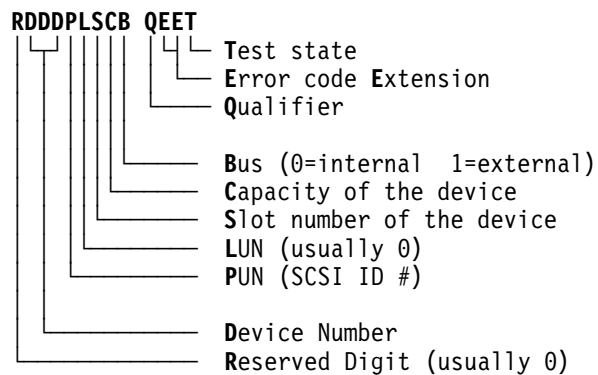 RDDDPLSCB QEET
Test state
Error code Extension
Qualifier
Bus (0=internal 1=external)
Capacity of the device
Slot number of the device
LUN (usually 0)
PUN (SCSI ID #)
Device Number
Reserved Digit (usually 0)